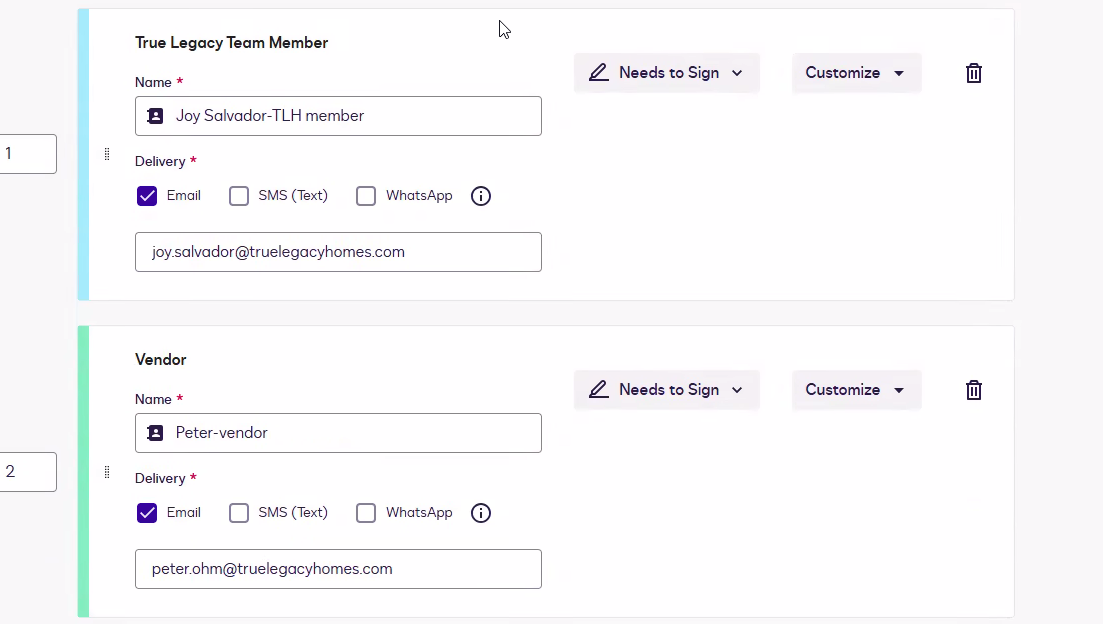 True Legacy Team Member
Name *
Needs to Sign
Customize
Joy Salvador-TLH member
1
Delivery *
Email
SMS (Text)
WhatsApp
joy.salvador@truelegacyhomes.com
Vendor
Name *
Needs to Sign
Customize
Peter-vendor
2
Delivery *
Email
SMS (Text)
WhatsApp
peter.ohm@truelegacyhomes.com